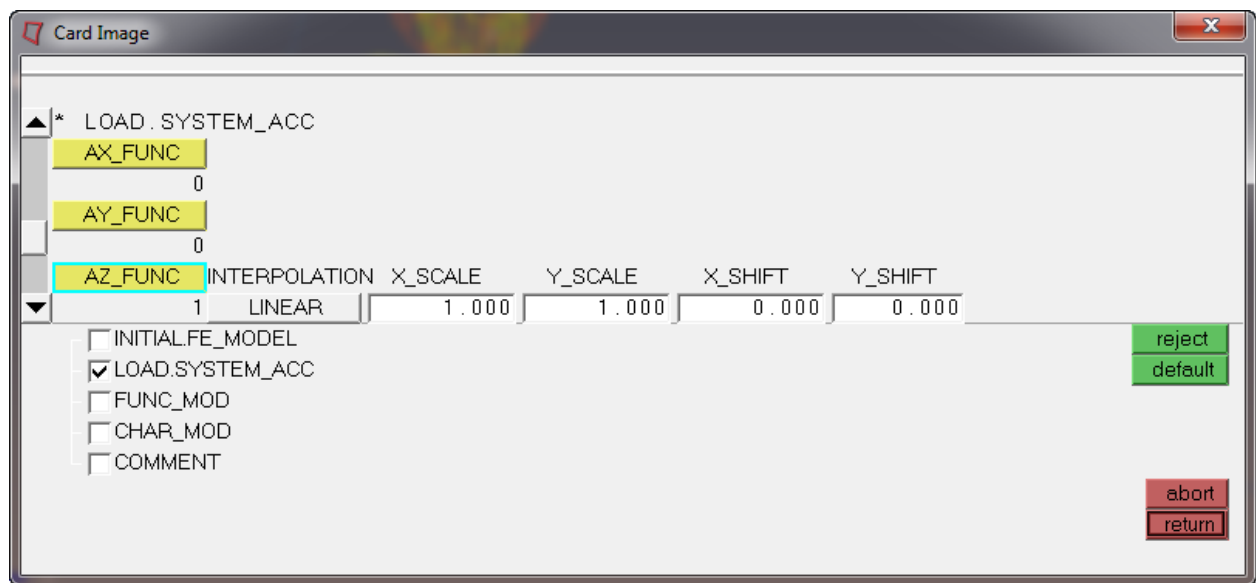 Card Image
* LOAD.SYSTEM_ACC
AX_FUNC
0
AY_FUNC
0
AZ_FUNC INTERPOLATION X_SCALE Y_SCALE X_SHIFT Y_SHIFT
1 LINEAR 1.000 1.000 0.000 0.000
INITIAL.FE_MODEL reject
LOAD.SYSTEM_ACC default
FUNC_MOD
CHAR_MOD
COMMENT
abort
return